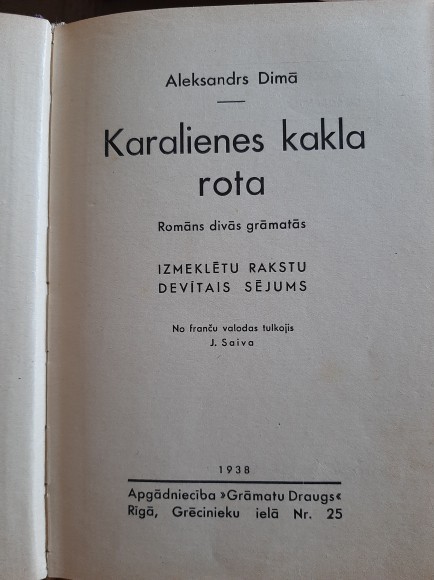 Aleksandrs Dimā
Karalienes kakla
rota
Romāns divās grāmatās
IZMEKLĒTU RAKSTU
DEVĪTAIS SĒJUMS
No franču valodas tulkojis
J. Saiva
1938
Apgādniecība »Grāmatu Draugs«
Rīgā, Grēcinieku ielā Nr. 25